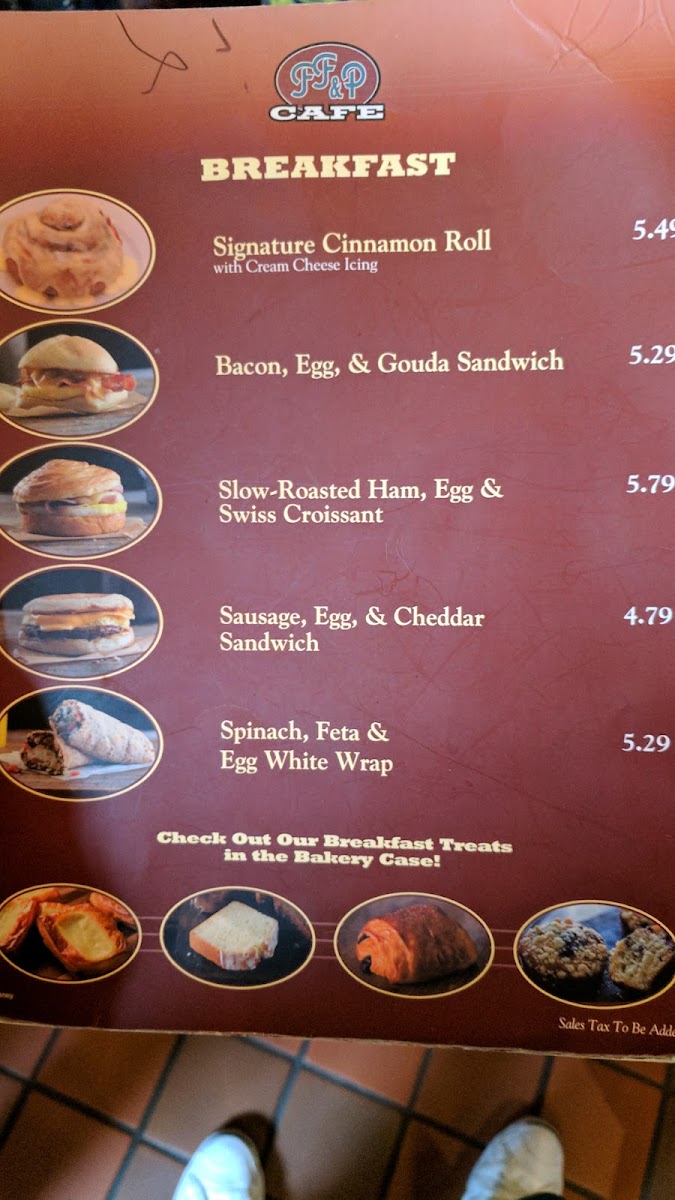 FF&P
CAFE
BREAKFAST
Signature Cinnamon Roll 5.49
with Cream Cheese Icing
Bacon, Egg, & Gouda Sandwich 5.29
Slow-Roasted Ham, Egg & 5.79
Swiss Croissant
Sausage, Egg, & Cheddar 4.79
Sandwich
Spinach, Feta & 5.29
Egg White Wrap
Check Out Our Breakfast Treats
in the Bakery Case!
Sales Tax To Be